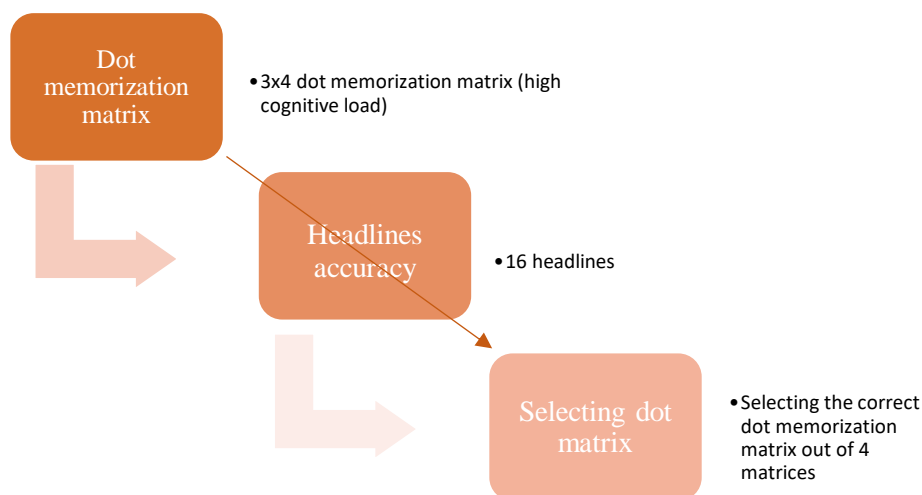 Dot
memorization
matrix
•3x4 dot memorization matrix (high
cognitive load)
Headlines
accuracy
•16 headlines
Selecting dot
matrix
•Selecting the correct
dot memorization
matrix out of 4
matrices